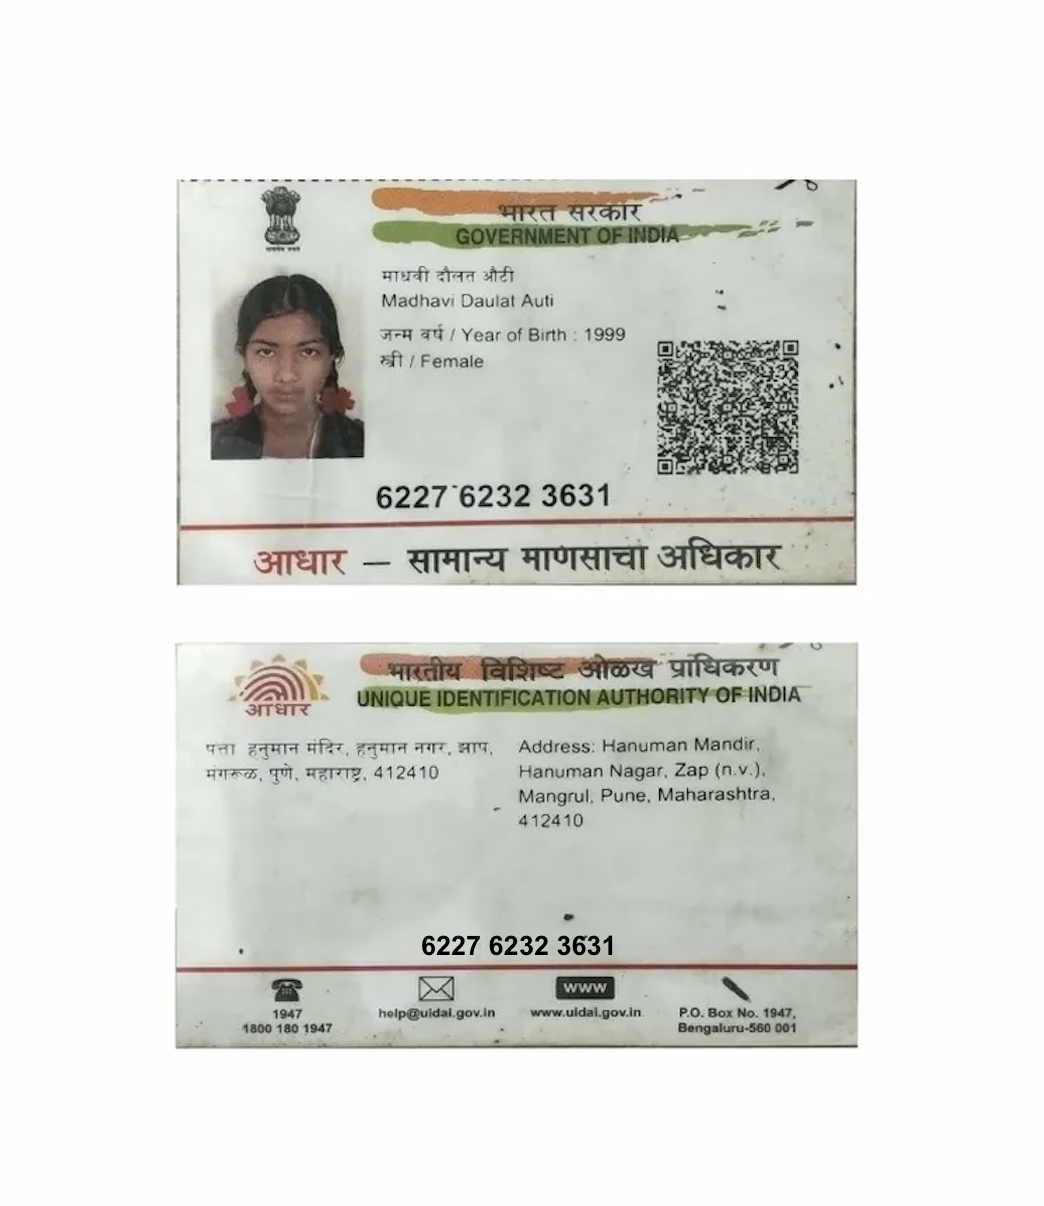 भारत सरकार
GOVERNMENT OF INDIA
माधवी दौलत औटी
Madhavi Daulat Auti
जन्म वर्ष / Year of Birth : 1999
स्त्री / Female
6227 6232 3631
आधार — सामान्य माणसाचा अधिकार
भारतीय विशिष्ट ओळख प्राधिकरण
UNIQUE IDENTIFICATION AUTHORITY OF INDIA
आधार
पत्ता हनुमान मंदिर, हनुमान नगर, झाप,
मंगरूळ, पुणे, महाराष्ट्र, 412410
Address: Hanuman Mandir,
Hanuman Nagar, Zap (n.v.),
Mangrul, Pune, Maharashtra,
412410
6227 6232 3631
1947
1800 180 1947
help@uidai.gov.in
www
www.uidai.gov.in
P.O. Box No. 1947,
Bengaluru-560 001